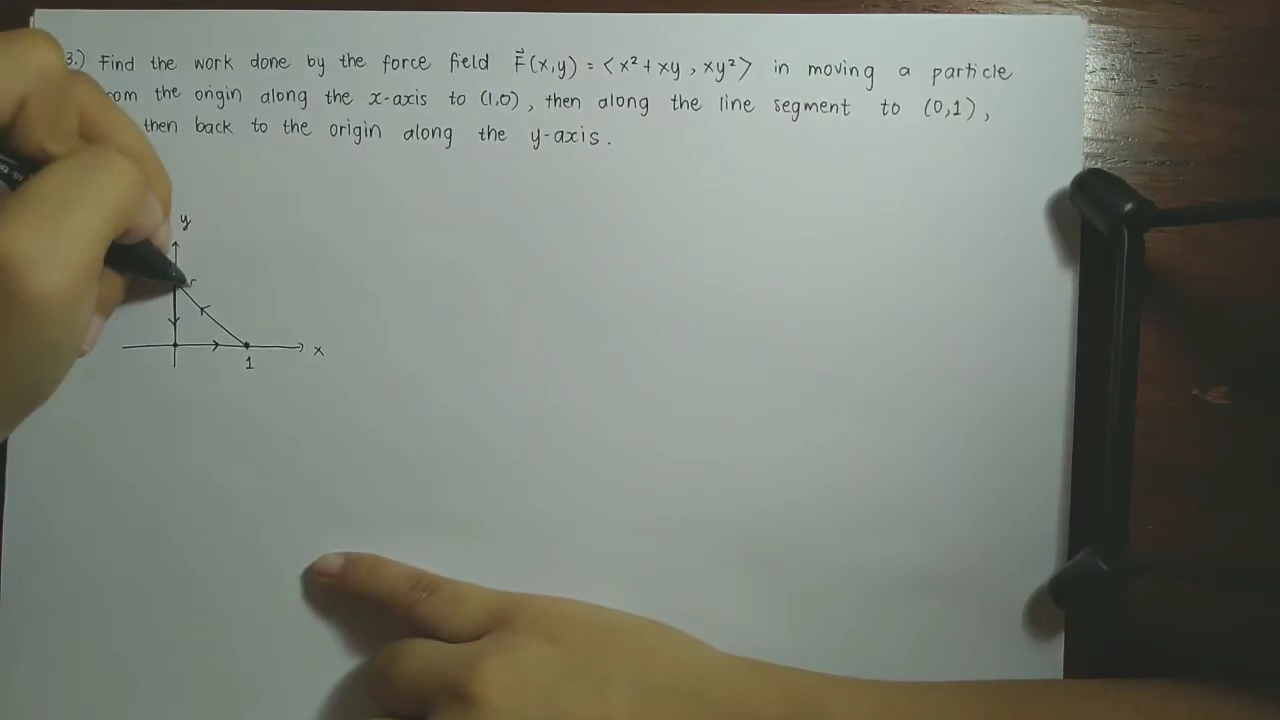 3.) Find the work done by the force field F⃗(x,y) = <x² + xy , xy²> in moving a particle
the origin along the x-axis to (1,0) , then along the line segment to (0,1) ,
then back to the origin along the y-axis .
y
x
1